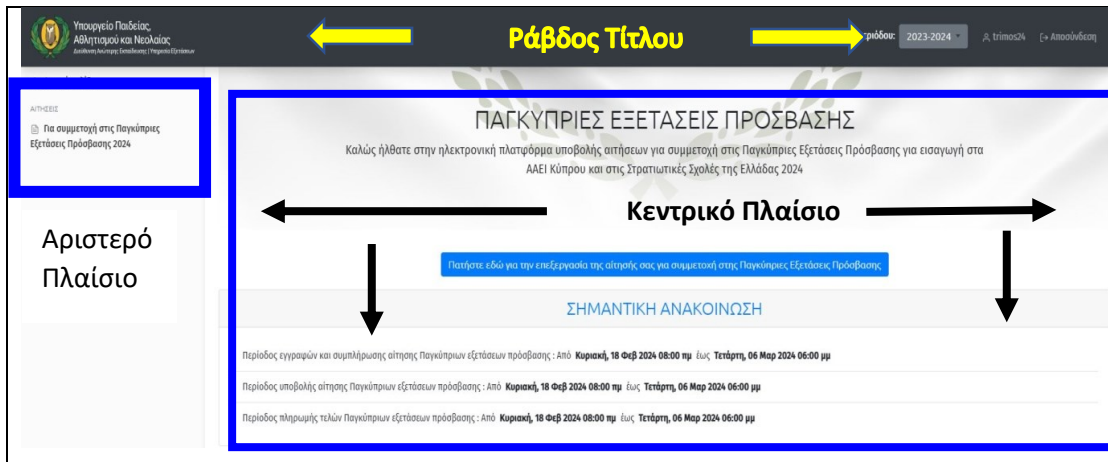 Υπουργείο Παιδείας,
Αθλητισμού και Νεολαίας
Διεύθυνση Ανώτερης Εκπαίδευσης | Υπηρεσία Εξετάσεων
Ράβδος Τίτλου
εριόδου: 2023-2024 trimos24 Αποσύνδεση
ΑΙΤΗΣΕΙΣ
Για συμμετοχή στις Παγκύπριες
Εξετάσεις Πρόσβασης 2024
Αριστερό
Πλαίσιο
ΠΑΓΚΥΠΡΙΕΣ ΕΞΕΤΑΣΕΙΣ ΠΡΟΣΒΑΣΗΣ
Καλώς ήλθατε στην ηλεκτρονική πλατφόρμα υποβολής αιτήσεων για συμμετοχή στις Παγκύπριες Εξετάσεις Πρόσβασης για εισαγωγή στα
ΑΑΕΙ Κύπρου και στις Στρατιωτικές Σχολές της Ελλάδας 2024
Κεντρικό Πλαίσιο
Πατήστε εδώ για την επεξεργασία της αίτησής σας για συμμετοχή στης Παγκύπριες Εξετάσεις Πρόσβασης
ΣΗΜΑΝΤΙΚΗ ΑΝΑΚΟΙΝΩΣΗ
Περίοδος εγγραφών και συμπλήρωσης αίτησης Παγκύπριων εξετάσεων πρόσβασης : Από Κυριακή, 18 Φεβ 2024 08:00 πμ έως Τετάρτη, 06 Μαρ 2024 06:00 μμ
Περίοδος υποβολής αίτησης Παγκύπριων εξετάσεων πρόσβασης : Από Κυριακή, 18 Φεβ 2024 08:00 πμ έως Τετάρτη, 06 Μαρ 2024 06:00 μμ
Περίοδος πληρωμής τελών Παγκύπριων εξετάσεων πρόσβασης : Από Κυριακή, 18 Φεβ 2024 08:00 πμ έως Τετάρτη, 06 Μαρ 2024 06:00 μμ